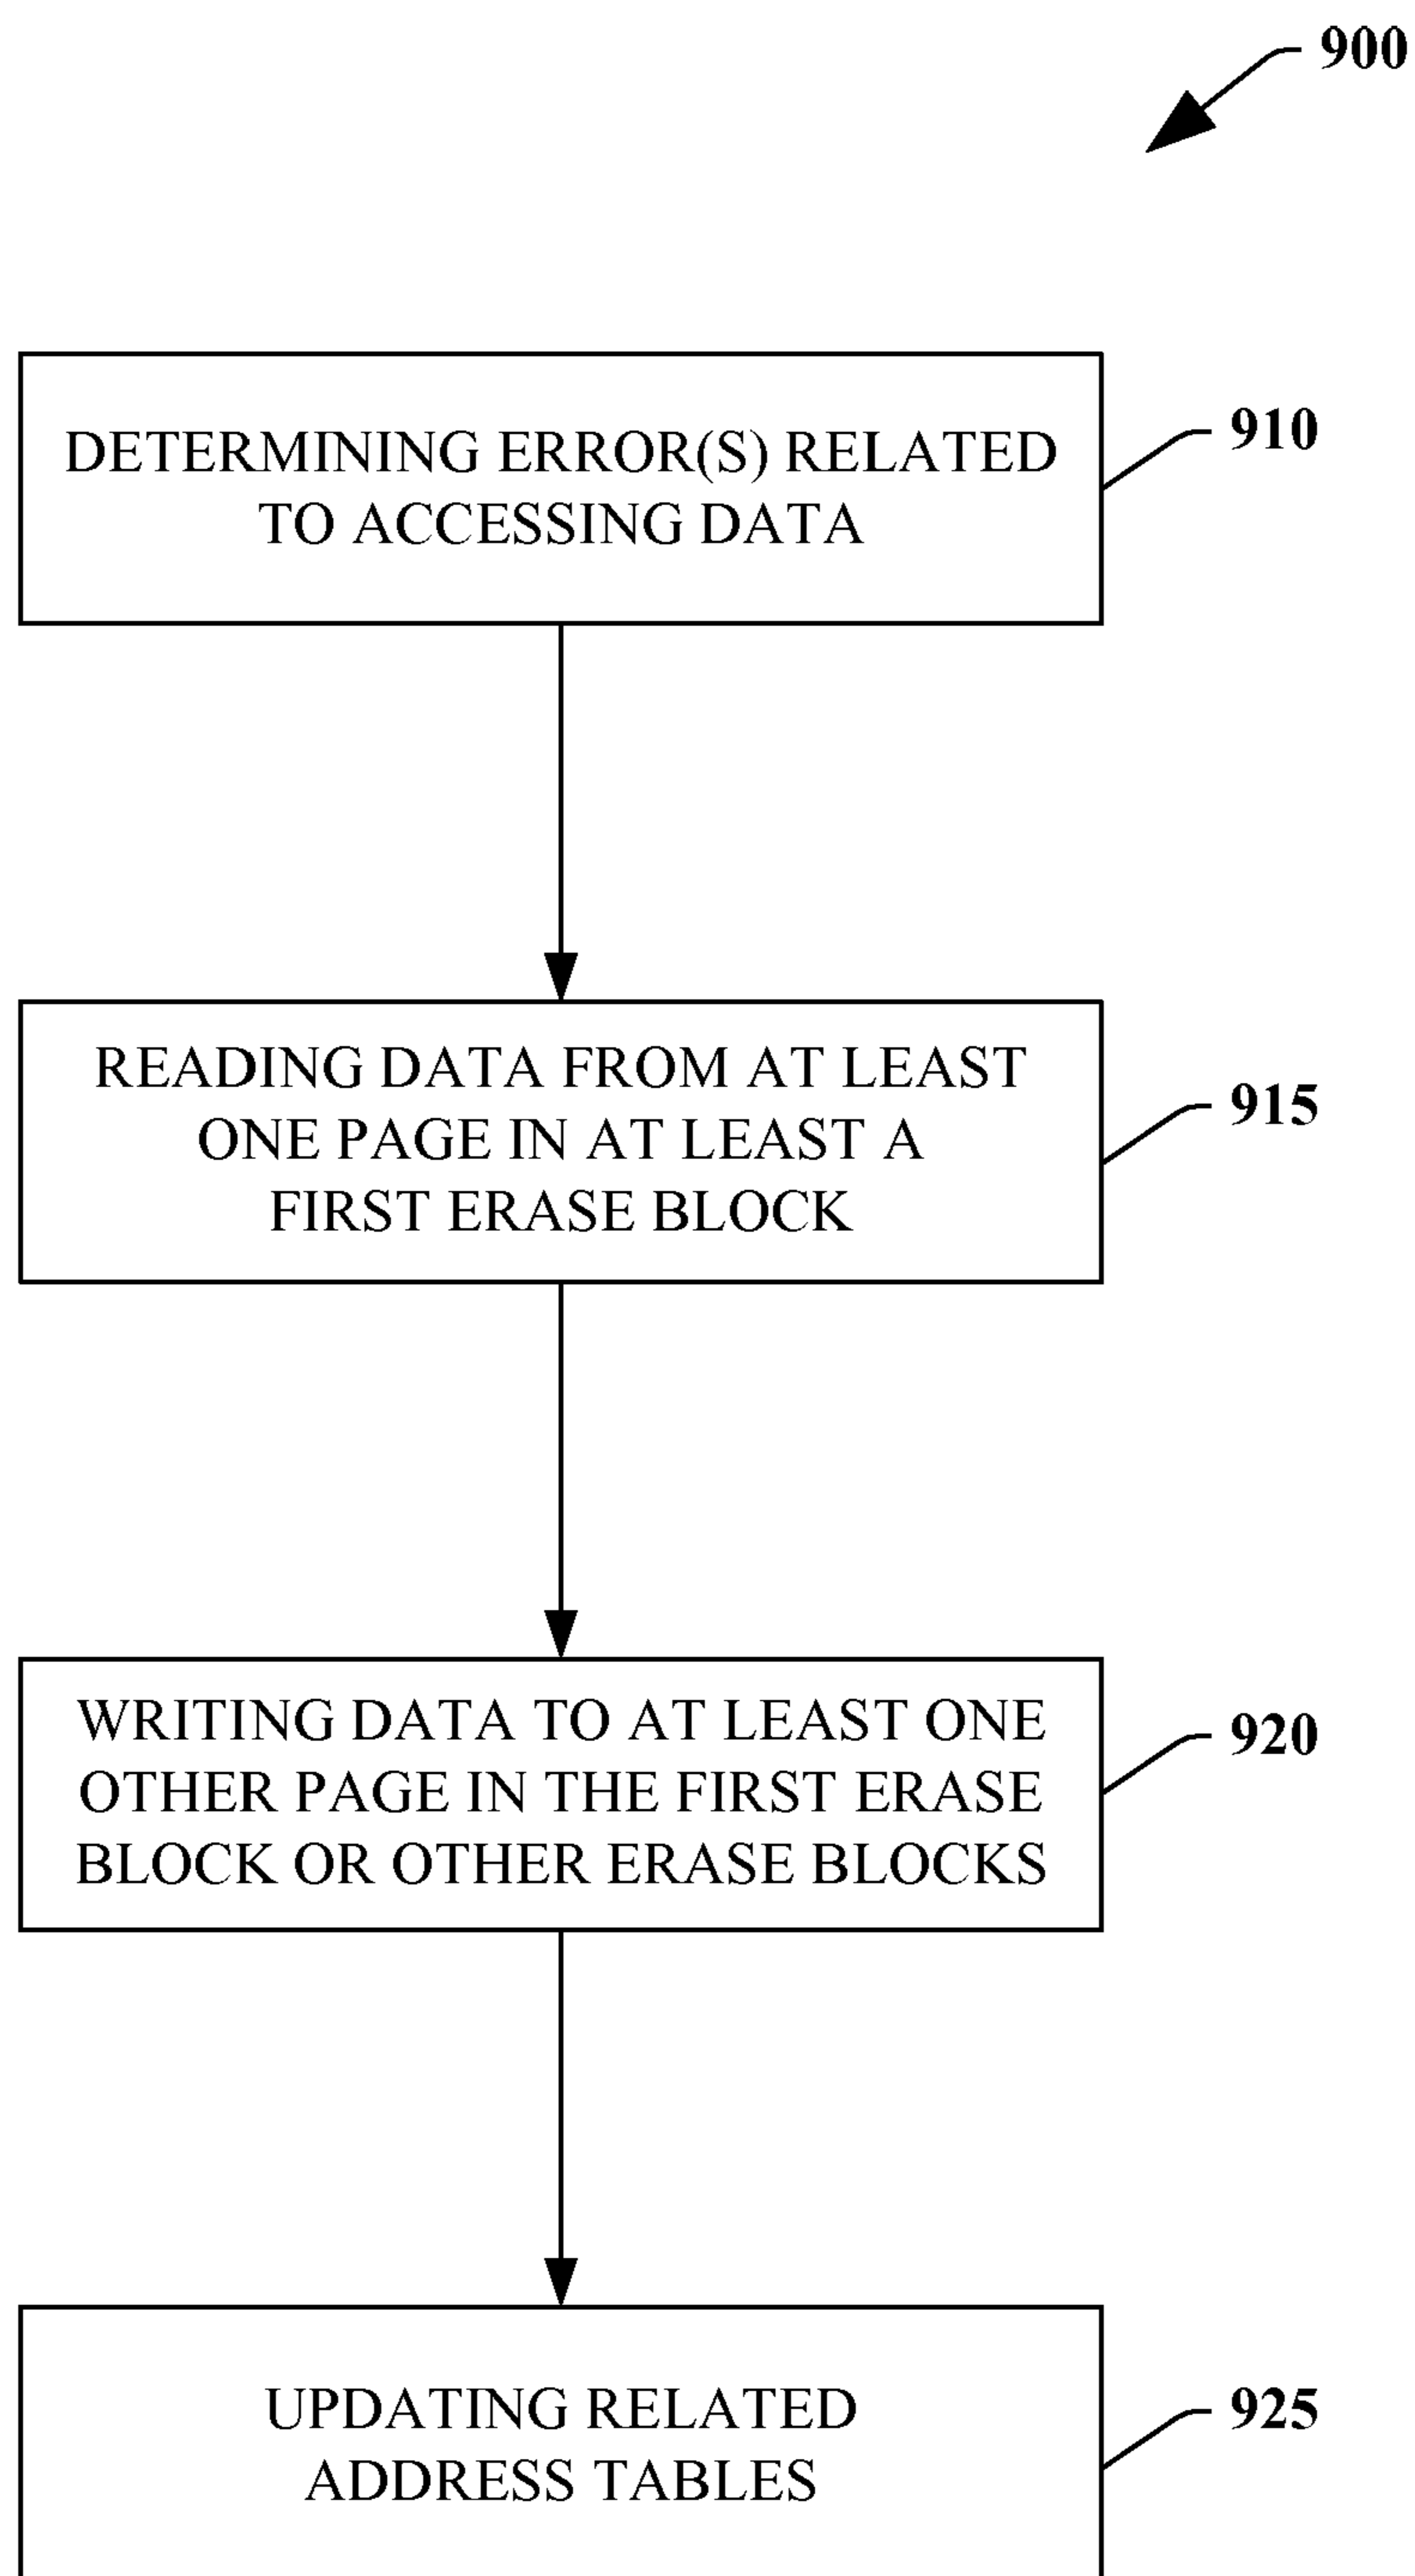 900
DETERMINING ERROR(S) RELATED
TO ACCESSING DATA
910
READING DATA FROM AT LEAST
ONE PAGE IN AT LEAST A
FIRST ERASE BLOCK
915
WRITING DATA TO AT LEAST ONE
OTHER PAGE IN THE FIRST ERASE
BLOCK OR OTHER ERASE BLOCKS
920
UPDATING RELATED
ADDRESS TABLES
925